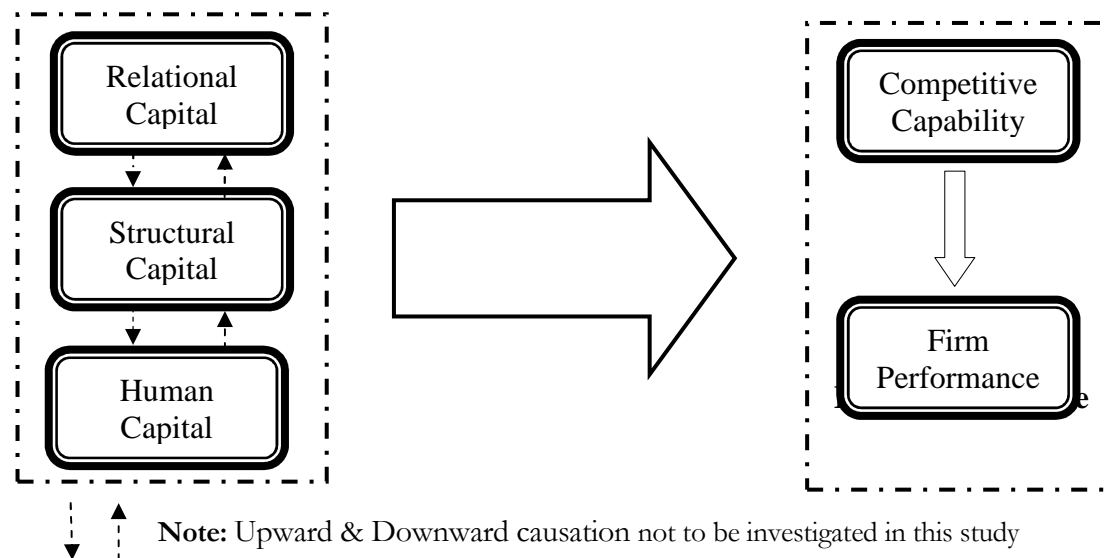 Relational
Capital
Structural
Capital
Human
Capital
Competitive
Capability
Firm
Performance
Note: Upward & Downward causation not to be investigated in this study